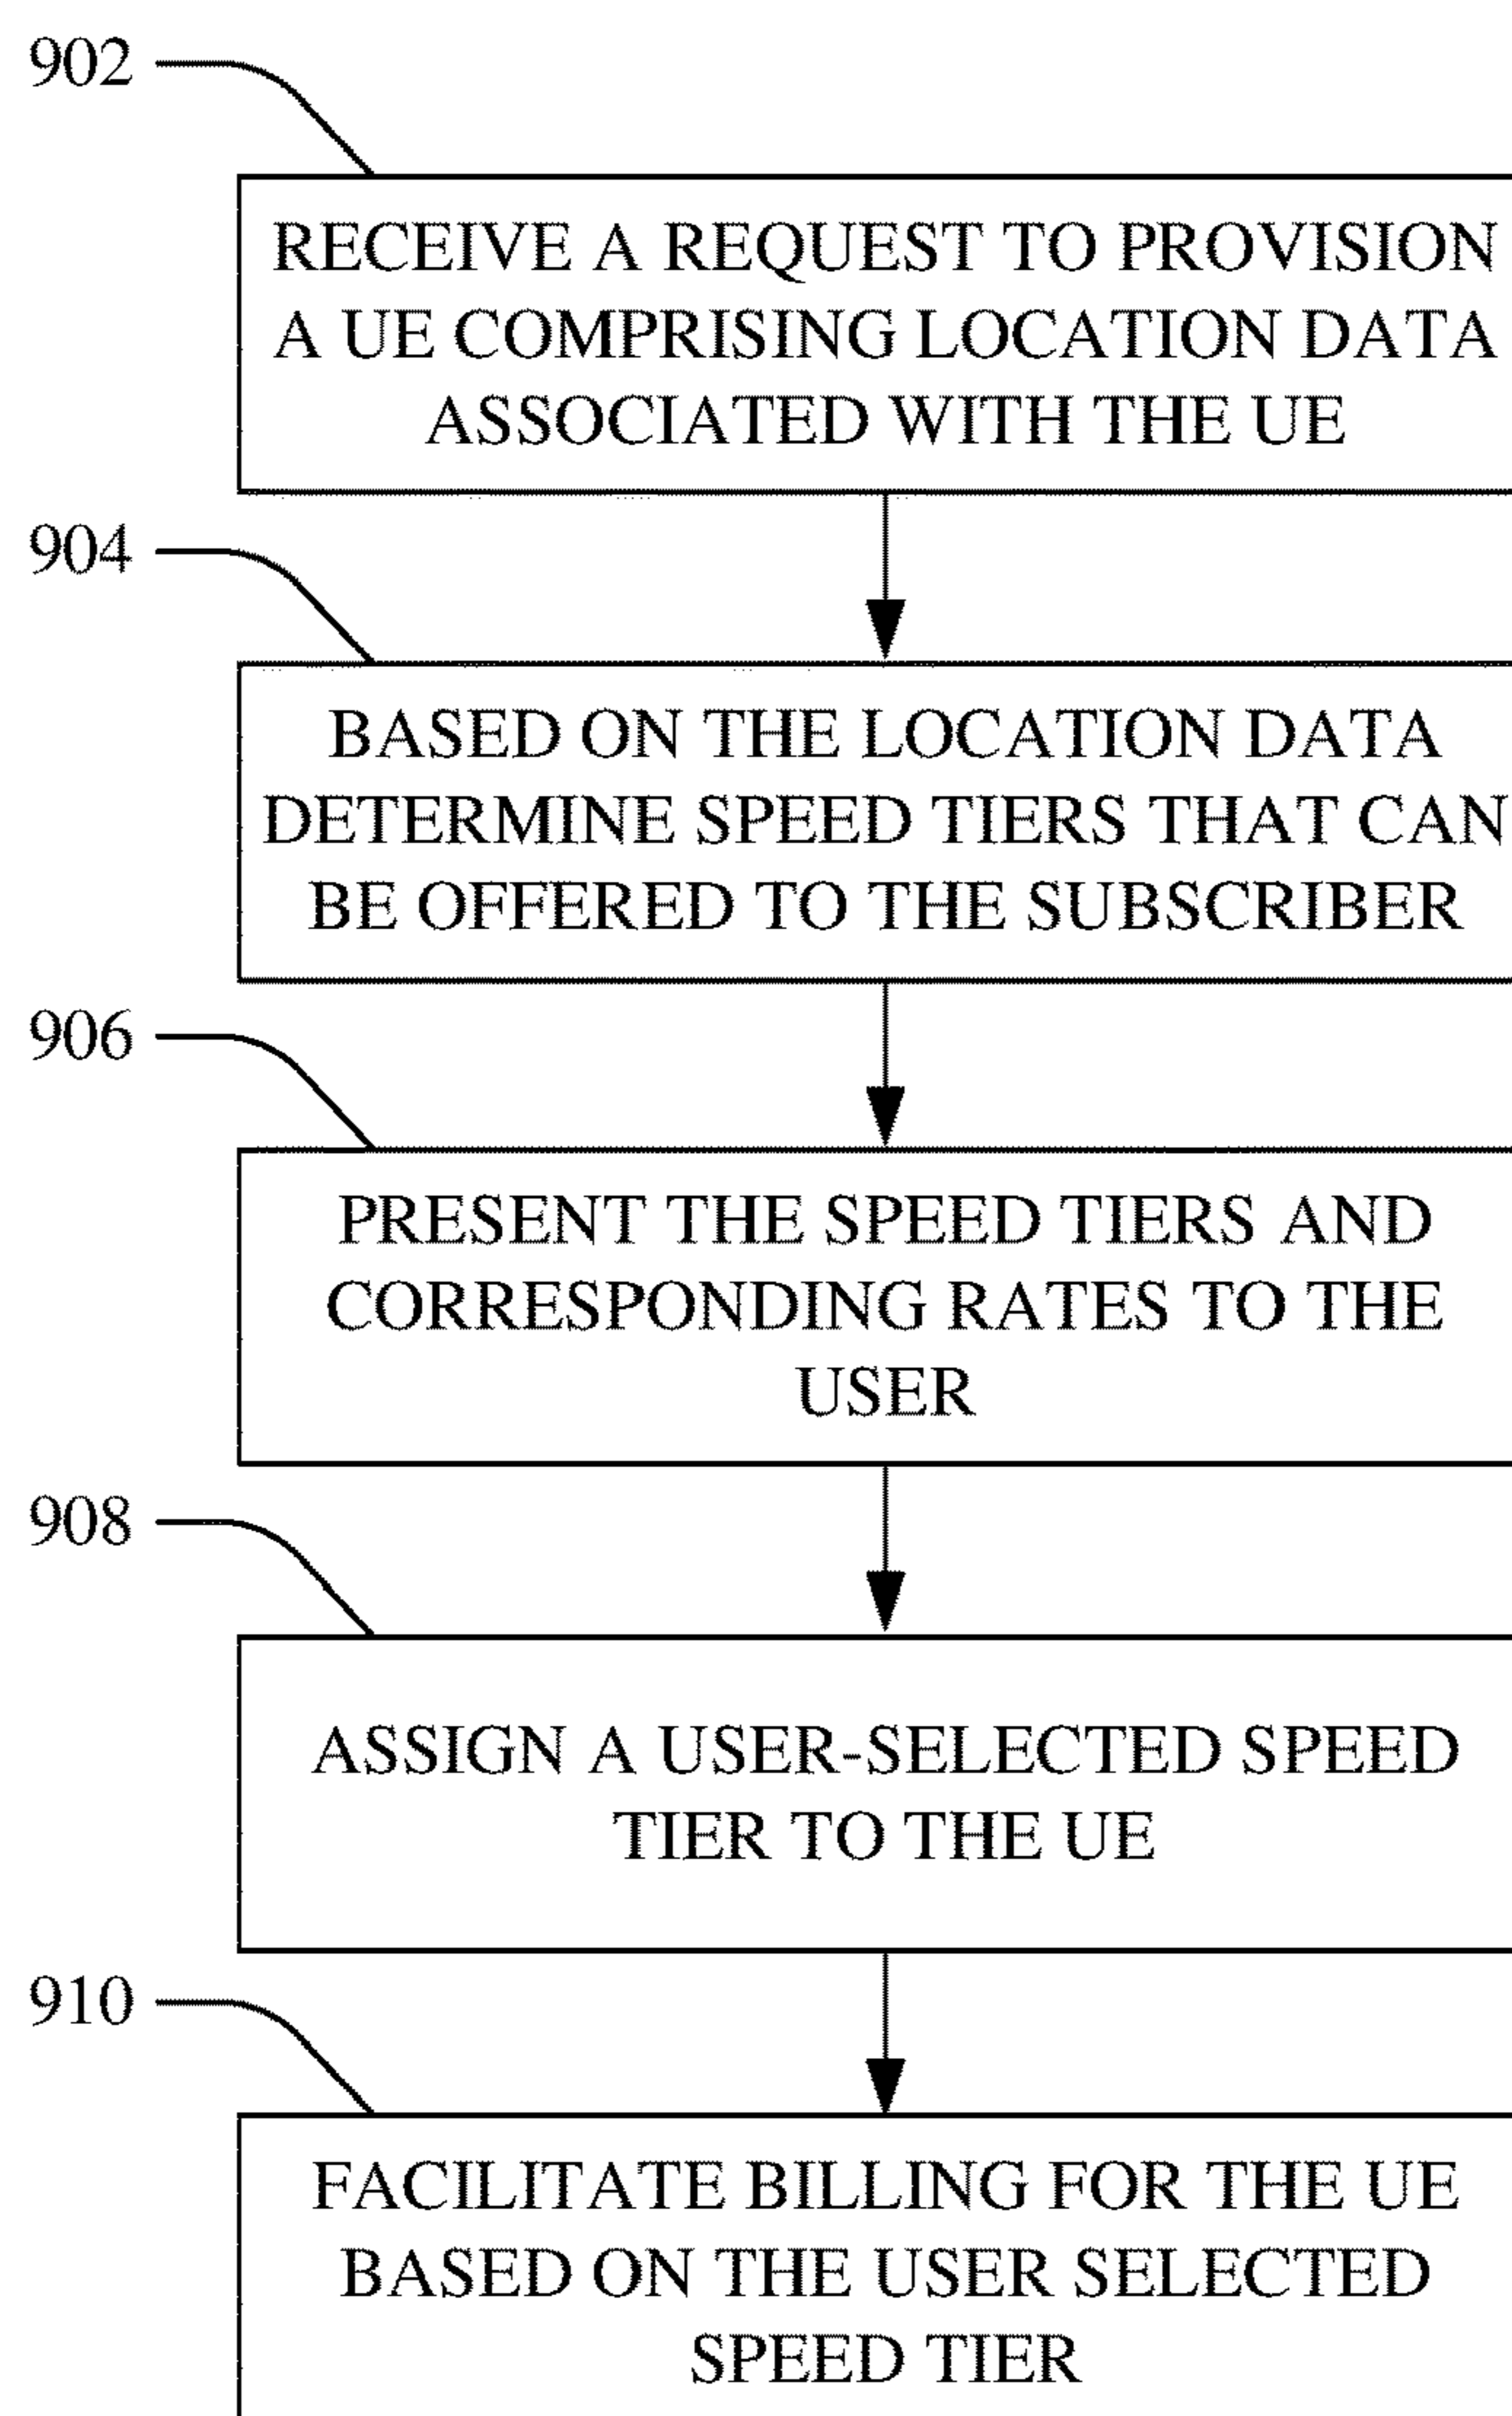 902
RECEIVE A REQUEST TO PROVISION
A UE COMPRISING LOCATION DATA
ASSOCIATED WITH THE UE
904
BASED ON THE LOCATION DATA
DETERMINE SPEED TIERS THAT CAN
BE OFFERED TO THE SUBSCRIBER
906
PRESENT THE SPEED TIERS AND
CORRESPONDING RATES TO THE
USER
908
ASSIGN A USER-SELECTED SPEED
TIER TO THE UE
910
FACILITATE BILLING FOR THE UE
BASED ON THE USER SELECTED
SPEED TIER